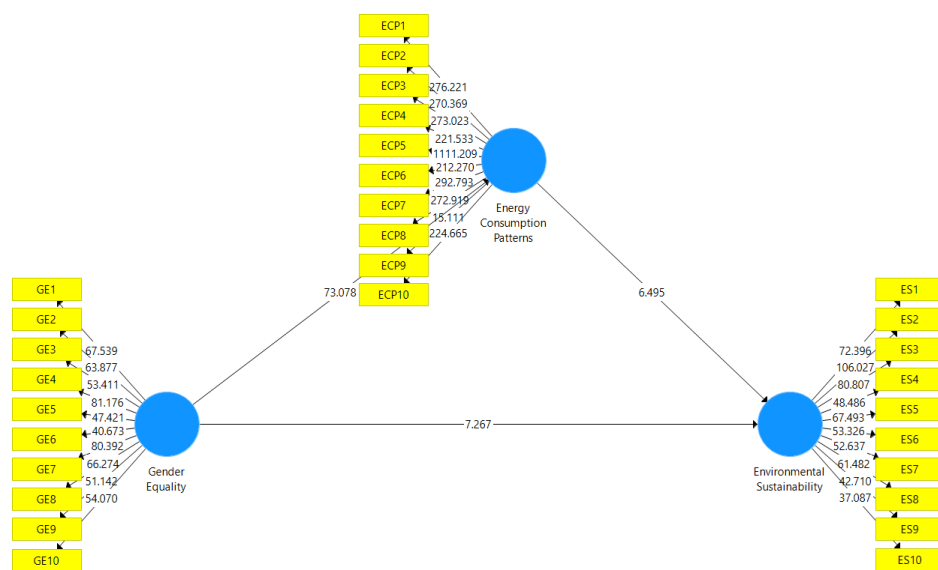 ECP1
ECP2
ECP3
ECP4
ECP5
ECP6
ECP7
ECP8
ECP9
ECP10
276.221
270.369
273.023
221.533
1111.209
212.270
292.793
272.919
15.111
224.665
Energy
Consumption
Patterns
73.078
6.495
7.267
GE1
GE2
GE3
GE4
GE5
GE6
GE7
GE8
GE9
GE10
67.539
63.877
53.411
81.176
47.421
40.673
80.392
66.274
51.142
54.070
Gender
Equality
Environmental
Sustainability
72.396
106.027
80.807
48.486
67.493
53.326
52.637
61.482
42.710
37.087
ES1
ES2
ES3
ES4
ES5
ES6
ES7
ES8
ES9
ES10